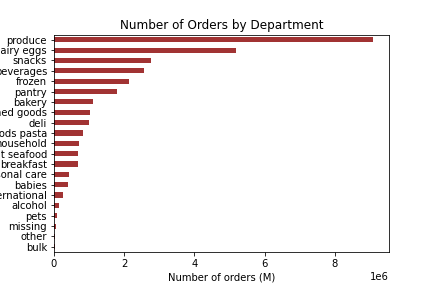 Number of Orders by Department
produce
airy eggs
snacks
beverages
frozen
pantry
bakery
ned goods
deli
ods pasta
household
t seafood
breakfast
onal care
babies
ernational
alcohol
pets
missing
other
bulk
0 2 4 6 8
1e6
Number of orders (M)